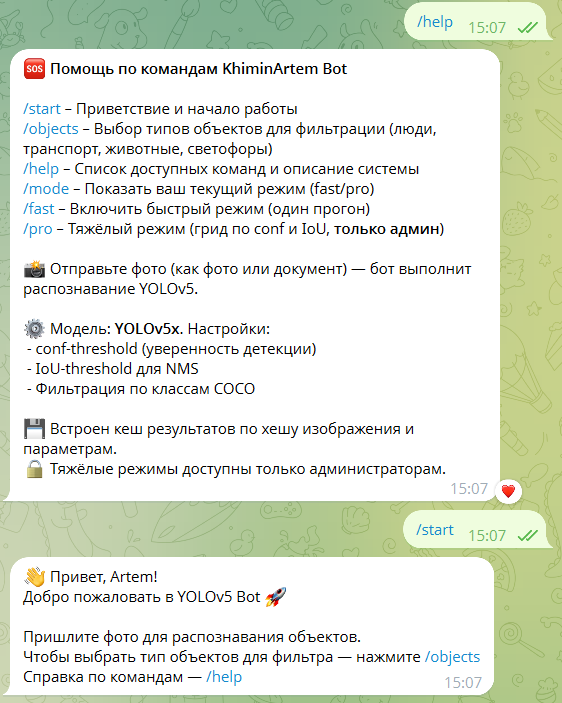 /help 15:07
🆘 Помощь по командам KhiminArtem Bot
/start – Приветствие и начало работы
/objects – Выбор типов объектов для фильтрации (люди,
транспорт, животные, светофоры)
/help – Список доступных команд и описание системы
/mode – Показать ваш текущий режим (fast/pro)
/fast – Включить быстрый режим (один прогон)
/pro – Тяжёлый режим (грид по conf и IoU, только админ)
📸 Отправьте фото (как фото или документ) — бот выполнит
распознавание YOLOv5.
⚙️ Модель: YOLOv5x. Настройки:
- conf-threshold (уверенность детекции)
- IoU-threshold для NMS
- Фильтрация по классам COCO
💾 Встроен кеш результатов по хешу изображения и
параметрам.
🔒 Тяжёлые режимы доступны только администраторам.
15:07
/start 15:07
👋 Привет, Artem!
Добро пожаловать в YOLOv5 Bot 🚀
Пришлите фото для распознавания объектов.
Чтобы выбрать тип объектов для фильтра — нажмите /objects
Справка по командам — /help
15:07